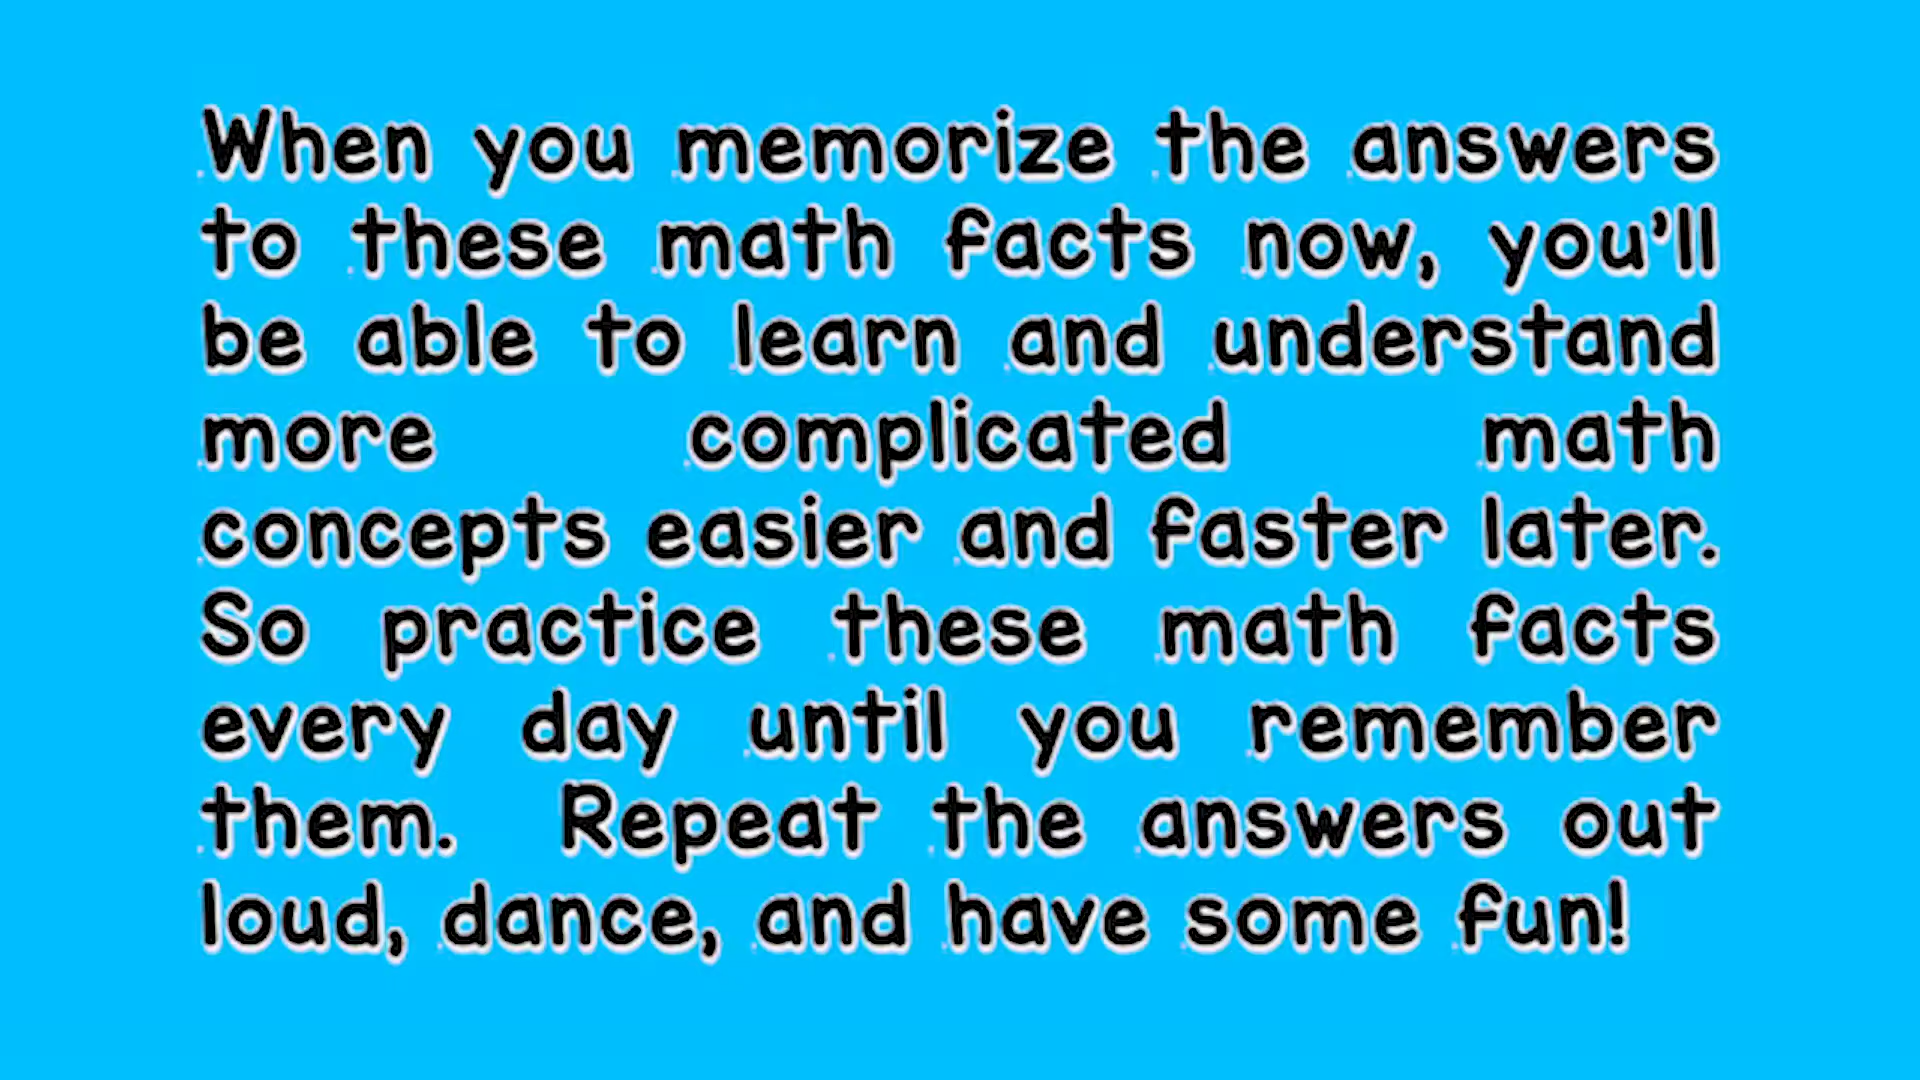 When you memorize the answers
to these math facts now, you'll
be able to learn and understand
more complicated math
concepts easier and faster later.
So practice these math facts
every day until you remember
them. Repeat the answers out
loud, dance, and have some fun!